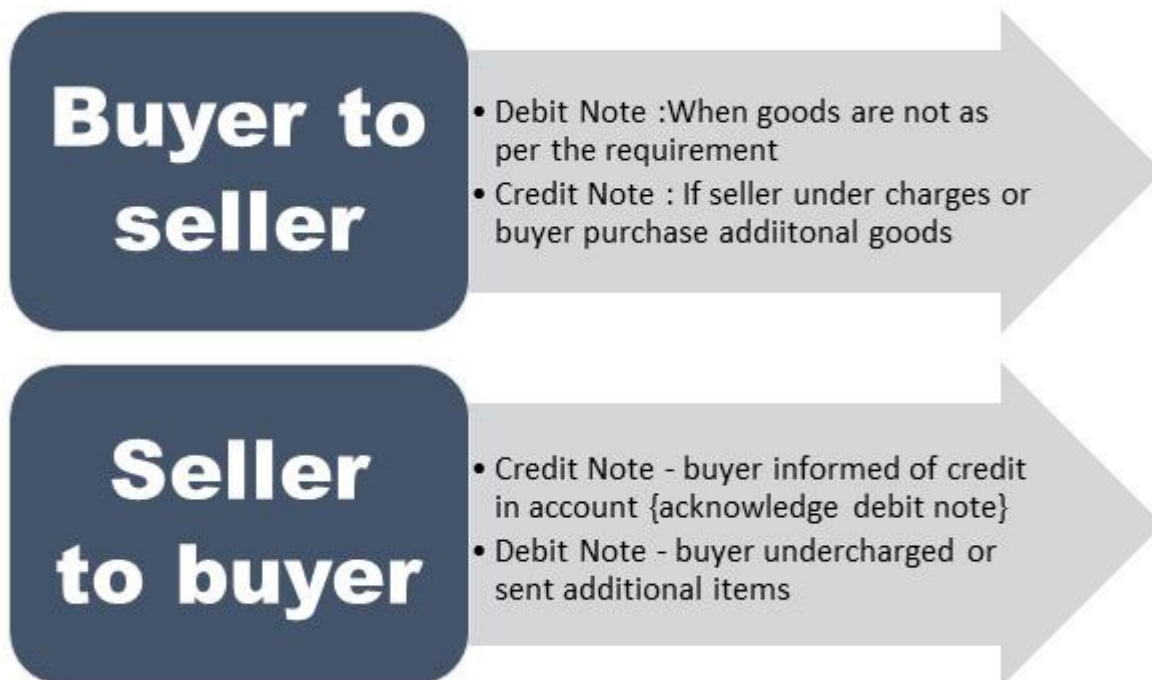 Buyer to
seller
• Debit Note :When goods are not as
per the requirement
• Credit Note : If seller under charges or
buyer purchase addiitonal goods
Seller
to buyer
• Credit Note - buyer informed of credit
in account {acknowledge debit note}
• Debit Note - buyer undercharged or
sent additional items